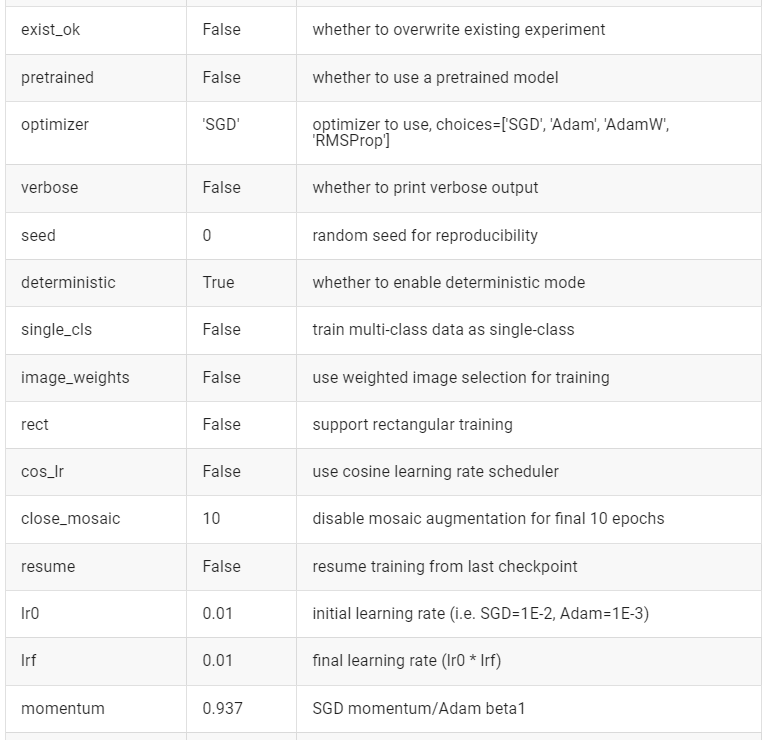 exist_ok False whether to overwrite existing experiment
pretrained False whether to use a pretrained model
optimizer 'SGD' optimizer to use, choices=['SGD', 'Adam', 'AdamW',
'RMSProp']
verbose False whether to print verbose output
seed 0 random seed for reproducibility
deterministic True whether to enable deterministic mode
single_cls False train multi-class data as single-class
image_weights False use weighted image selection for training
rect False support rectangular training
cos_lr False use cosine learning rate scheduler
close_mosaic 10 disable mosaic augmentation for final 10 epochs
resume False resume training from last checkpoint
lr0 0.01 initial learning rate (i.e. SGD=1E-2, Adam=1E-3)
lrf 0.01 final learning rate (lr0 * lrf)
momentum 0.937 SGD momentum/Adam beta1